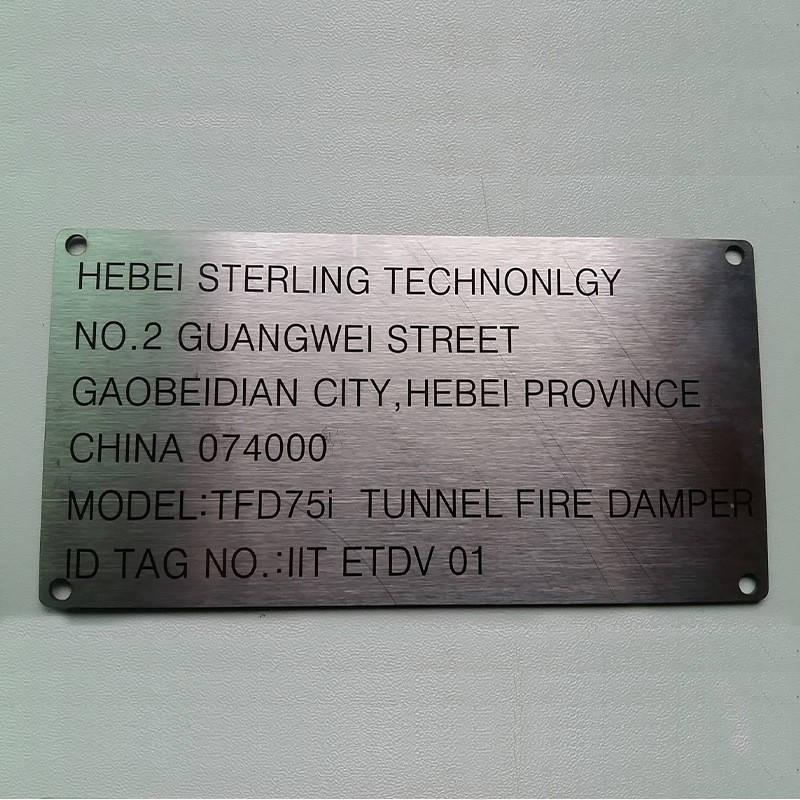 HEBEI STERLING TECHNONLGY
NO.2 GUANGWEI STREET
GAOBEIDIAN CITY,HEBEI PROVINCE
CHINA 074000
MODEL:TFD75i TUNNEL FIRE DAMPER
ID TAG NO.:IIT ETDV 01